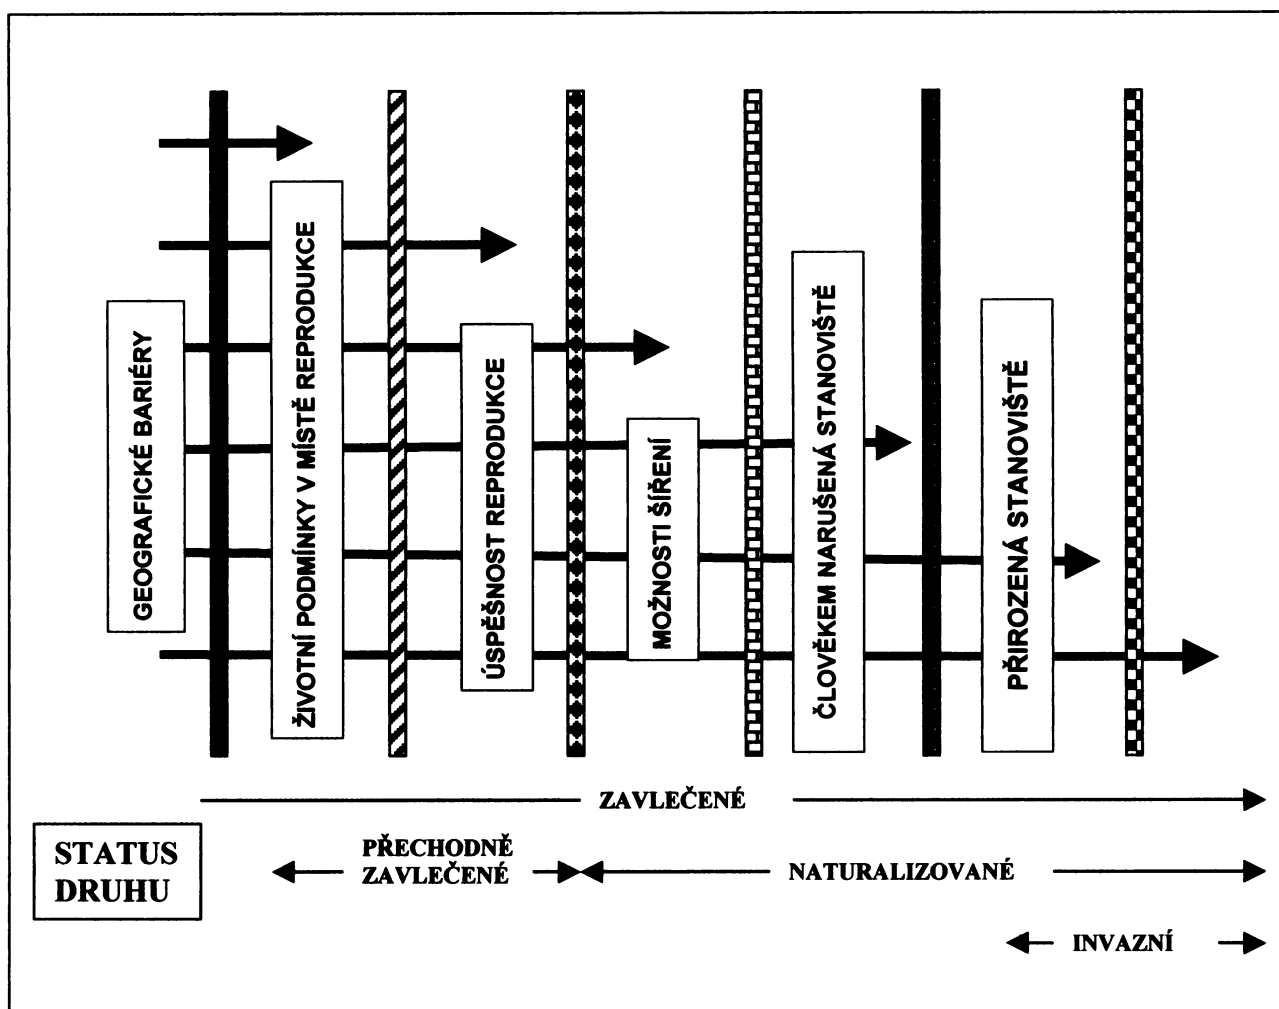 GEOGRAFICKÉ BARIÉRY
ŽIVOTNÍ PODMÍNKY V MÍSTĚ REPRODUKCE
ÚSPĚŠNOST REPRODUKCE
MOŽNOSTI ŠÍŘENÍ
ČLOVĚKEM NARUŠENÁ STANOVIŠTĚ
PŘIROZENÁ STANOVIŠTĚ
ZAVLEČENÉ
STATUS
DRUHU
PŘECHODNĚ
ZAVLEČENÉ
NATURALIZOVANÉ
INVAZNÍ